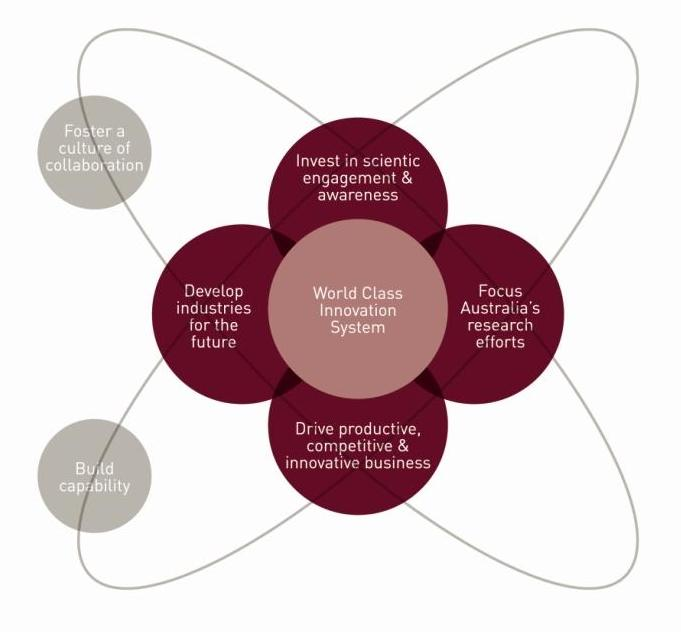 Foster a
culture of
collaboration
Invest in scientic
engagement &
awareness
Develop
industries
for the
future
World Class
Innovation
System
Focus
Australia's
research
efforts
Drive productive,
competitive &
innovative business
Build
capability